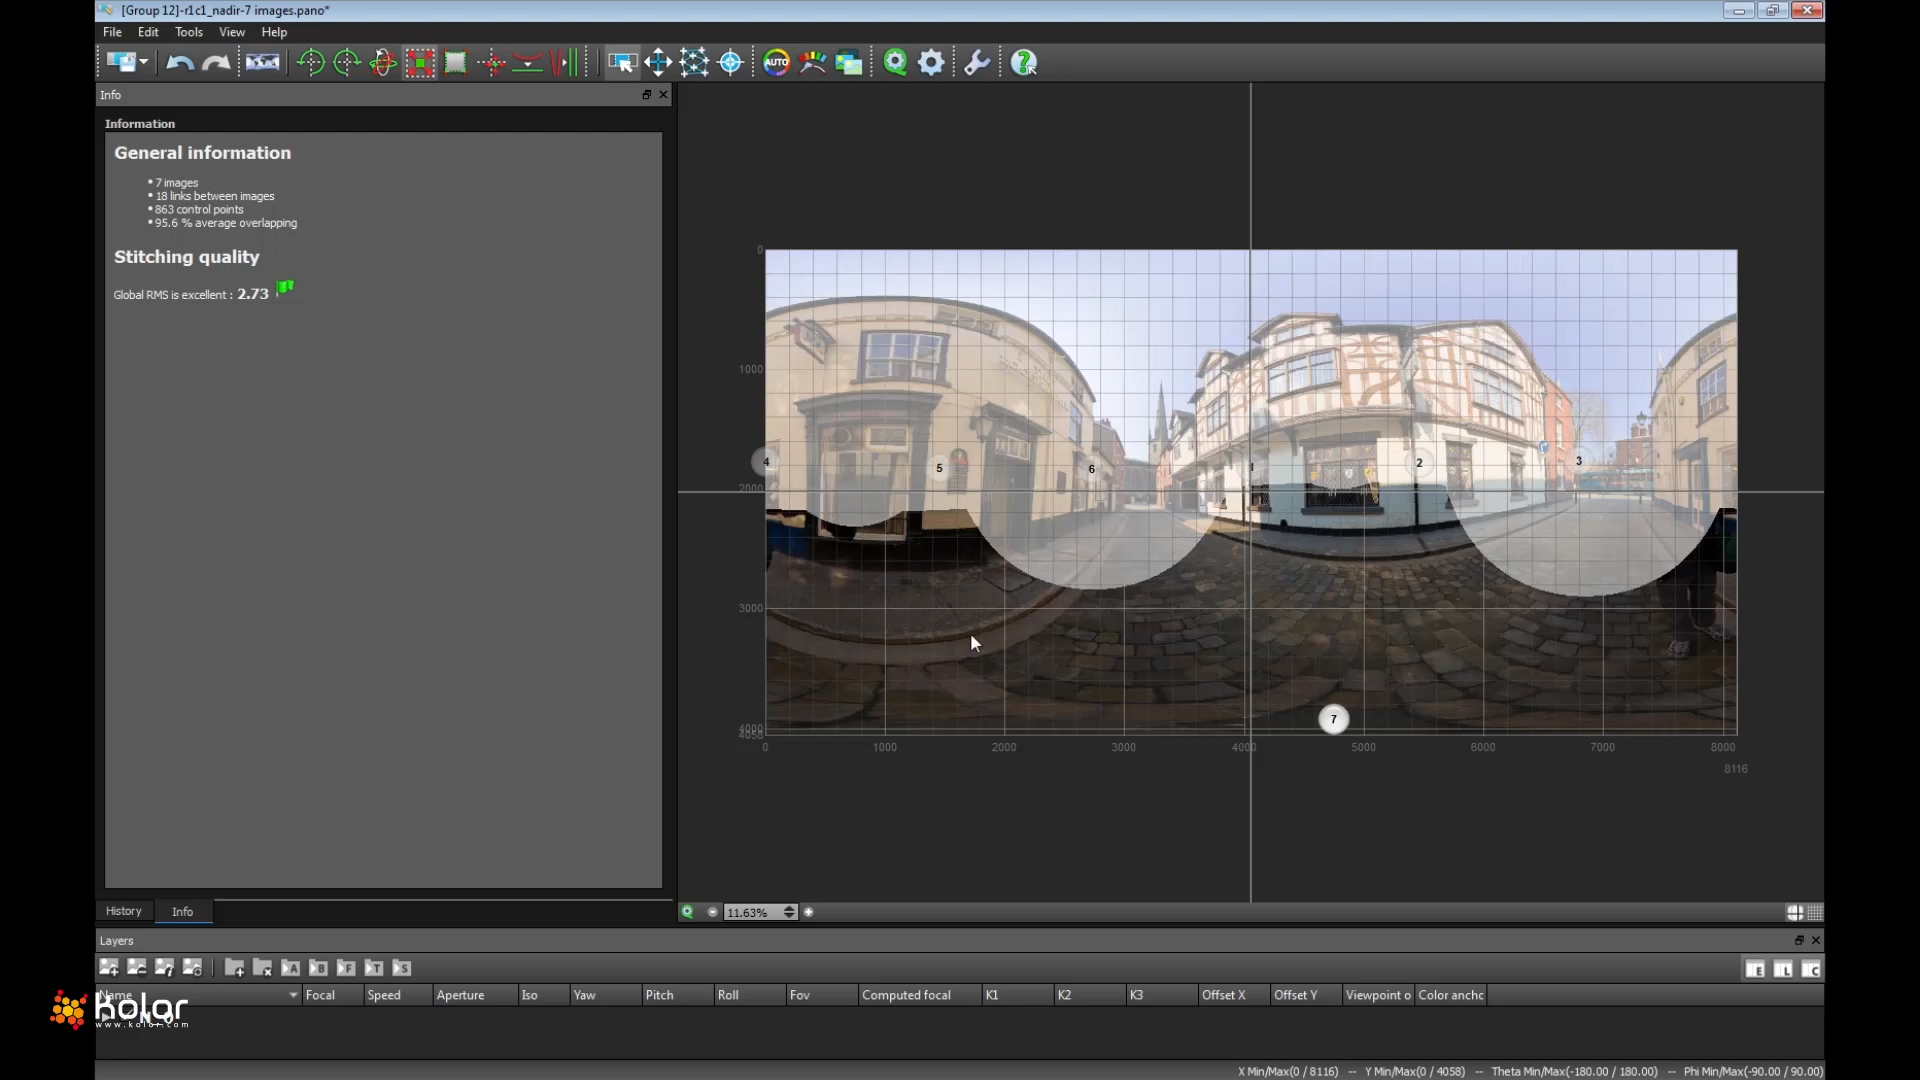 [Group 12]-r1c1_nadir-7 images.pano*
File Edit Tools View Help
AUTO
Info
Information
General information
7 images
18 links between images
863 control points
95.6 % average overlapping
Stitching quality
Global RMS is excellent : 2.73
0
1000
2000
3000
4000
4058
0 1000 2000 3000 4000 5000 6000 7000 8000
8116
4 5 6 1 2 3
7
11.63%
History Info
Layers
A B F T S
E L C
Name Focal Speed Aperture Iso Yaw Pitch Roll Fov Computed focal K1 K2 K3 Offset X Offset Y Viewpoint o Color anchc
kolor
www.kolor.com
X Min/Max(0 / 8116) -- Y Min/Max(0 / 4058) -- Theta Min/Max(-180.00 / 180.00) -- Phi Min/Max(-90.00 / 90.00)